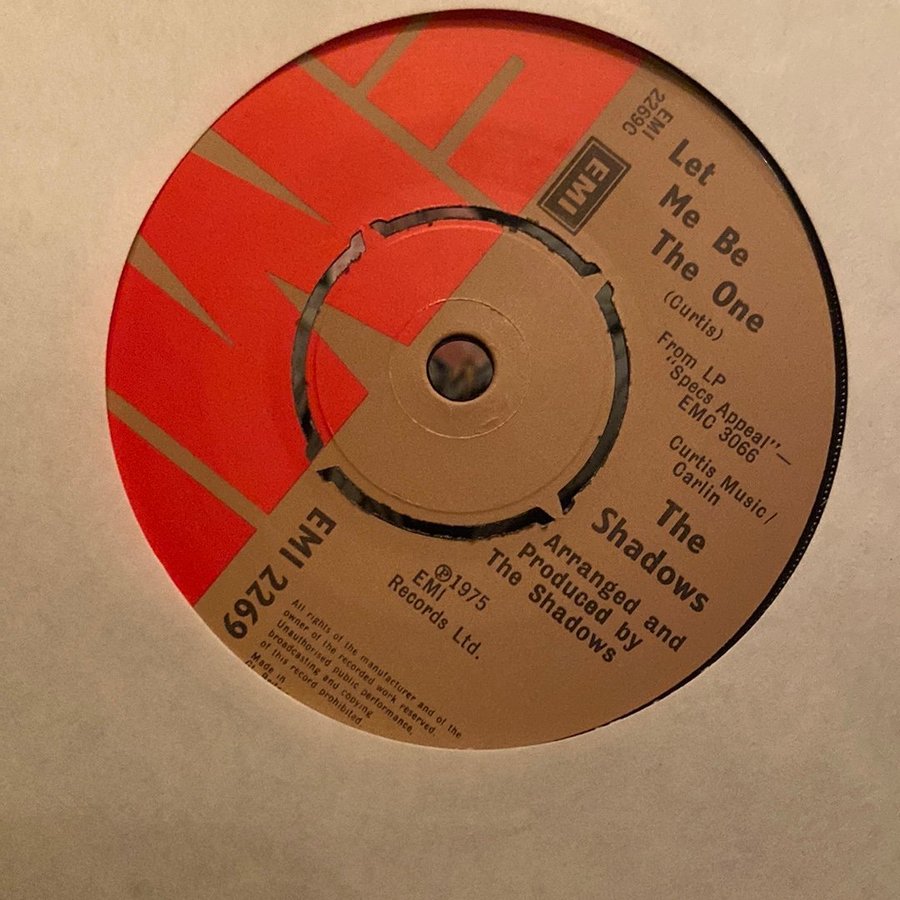 EMI
EMI
2269C
EMI
Let
Me Be
The One
(Curtis)
From LP
"Specs Appeal"—
EMC 3066
Curtis Music/
Carlin
The
Shadows
Arranged and
Produced by
The Shadows
℗1975
EMI
Records Ltd.
EMI 2269
All rights of the manufacturer and of the
owner of the recorded work reserved.
Unauthorised public performance,
broadcasting and copying
of this record prohibited.
Made in